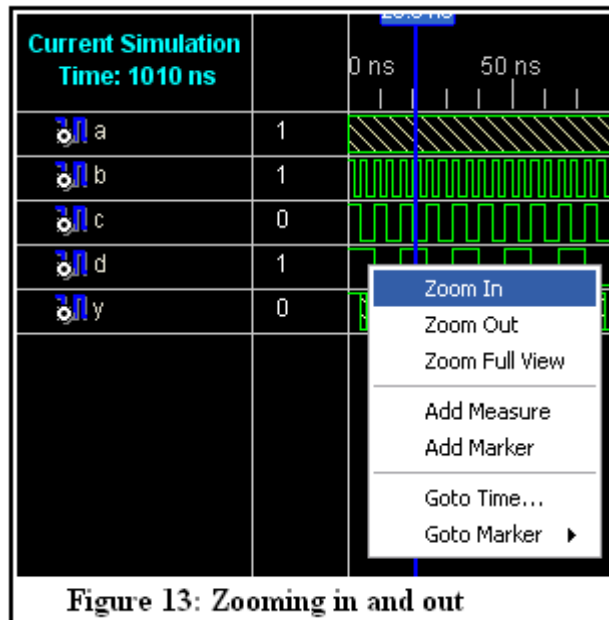 Current Simulation
Time: 1010 ns
0 ns 50 ns
a 1
b 1
c 0
d 1
y 0
Zoom In
Zoom Out
Zoom Full View
Add Measure
Add Marker
Goto Time...
Goto Marker
Figure 13: Zooming in and out